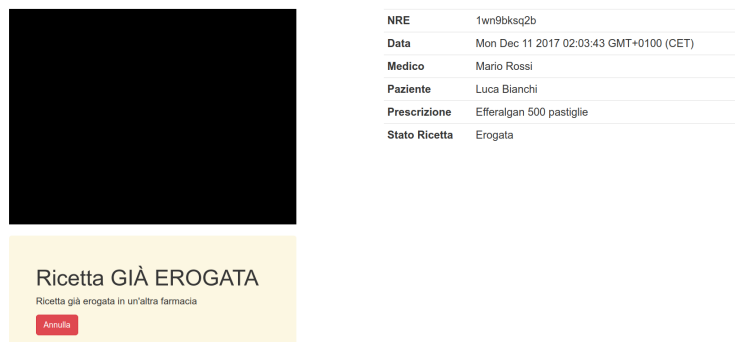 NRE 1wn9bksq2b
Data Mon Dec 11 2017 02:03:43 GMT+0100 (CET)
Medico Mario Rossi
Paziente Luca Bianchi
Prescrizione Efferalgan 500 pastiglie
Stato Ricetta Erogata
Ricetta GIÀ EROGATA
Ricetta già erogata in un'altra farmacia
Annulla